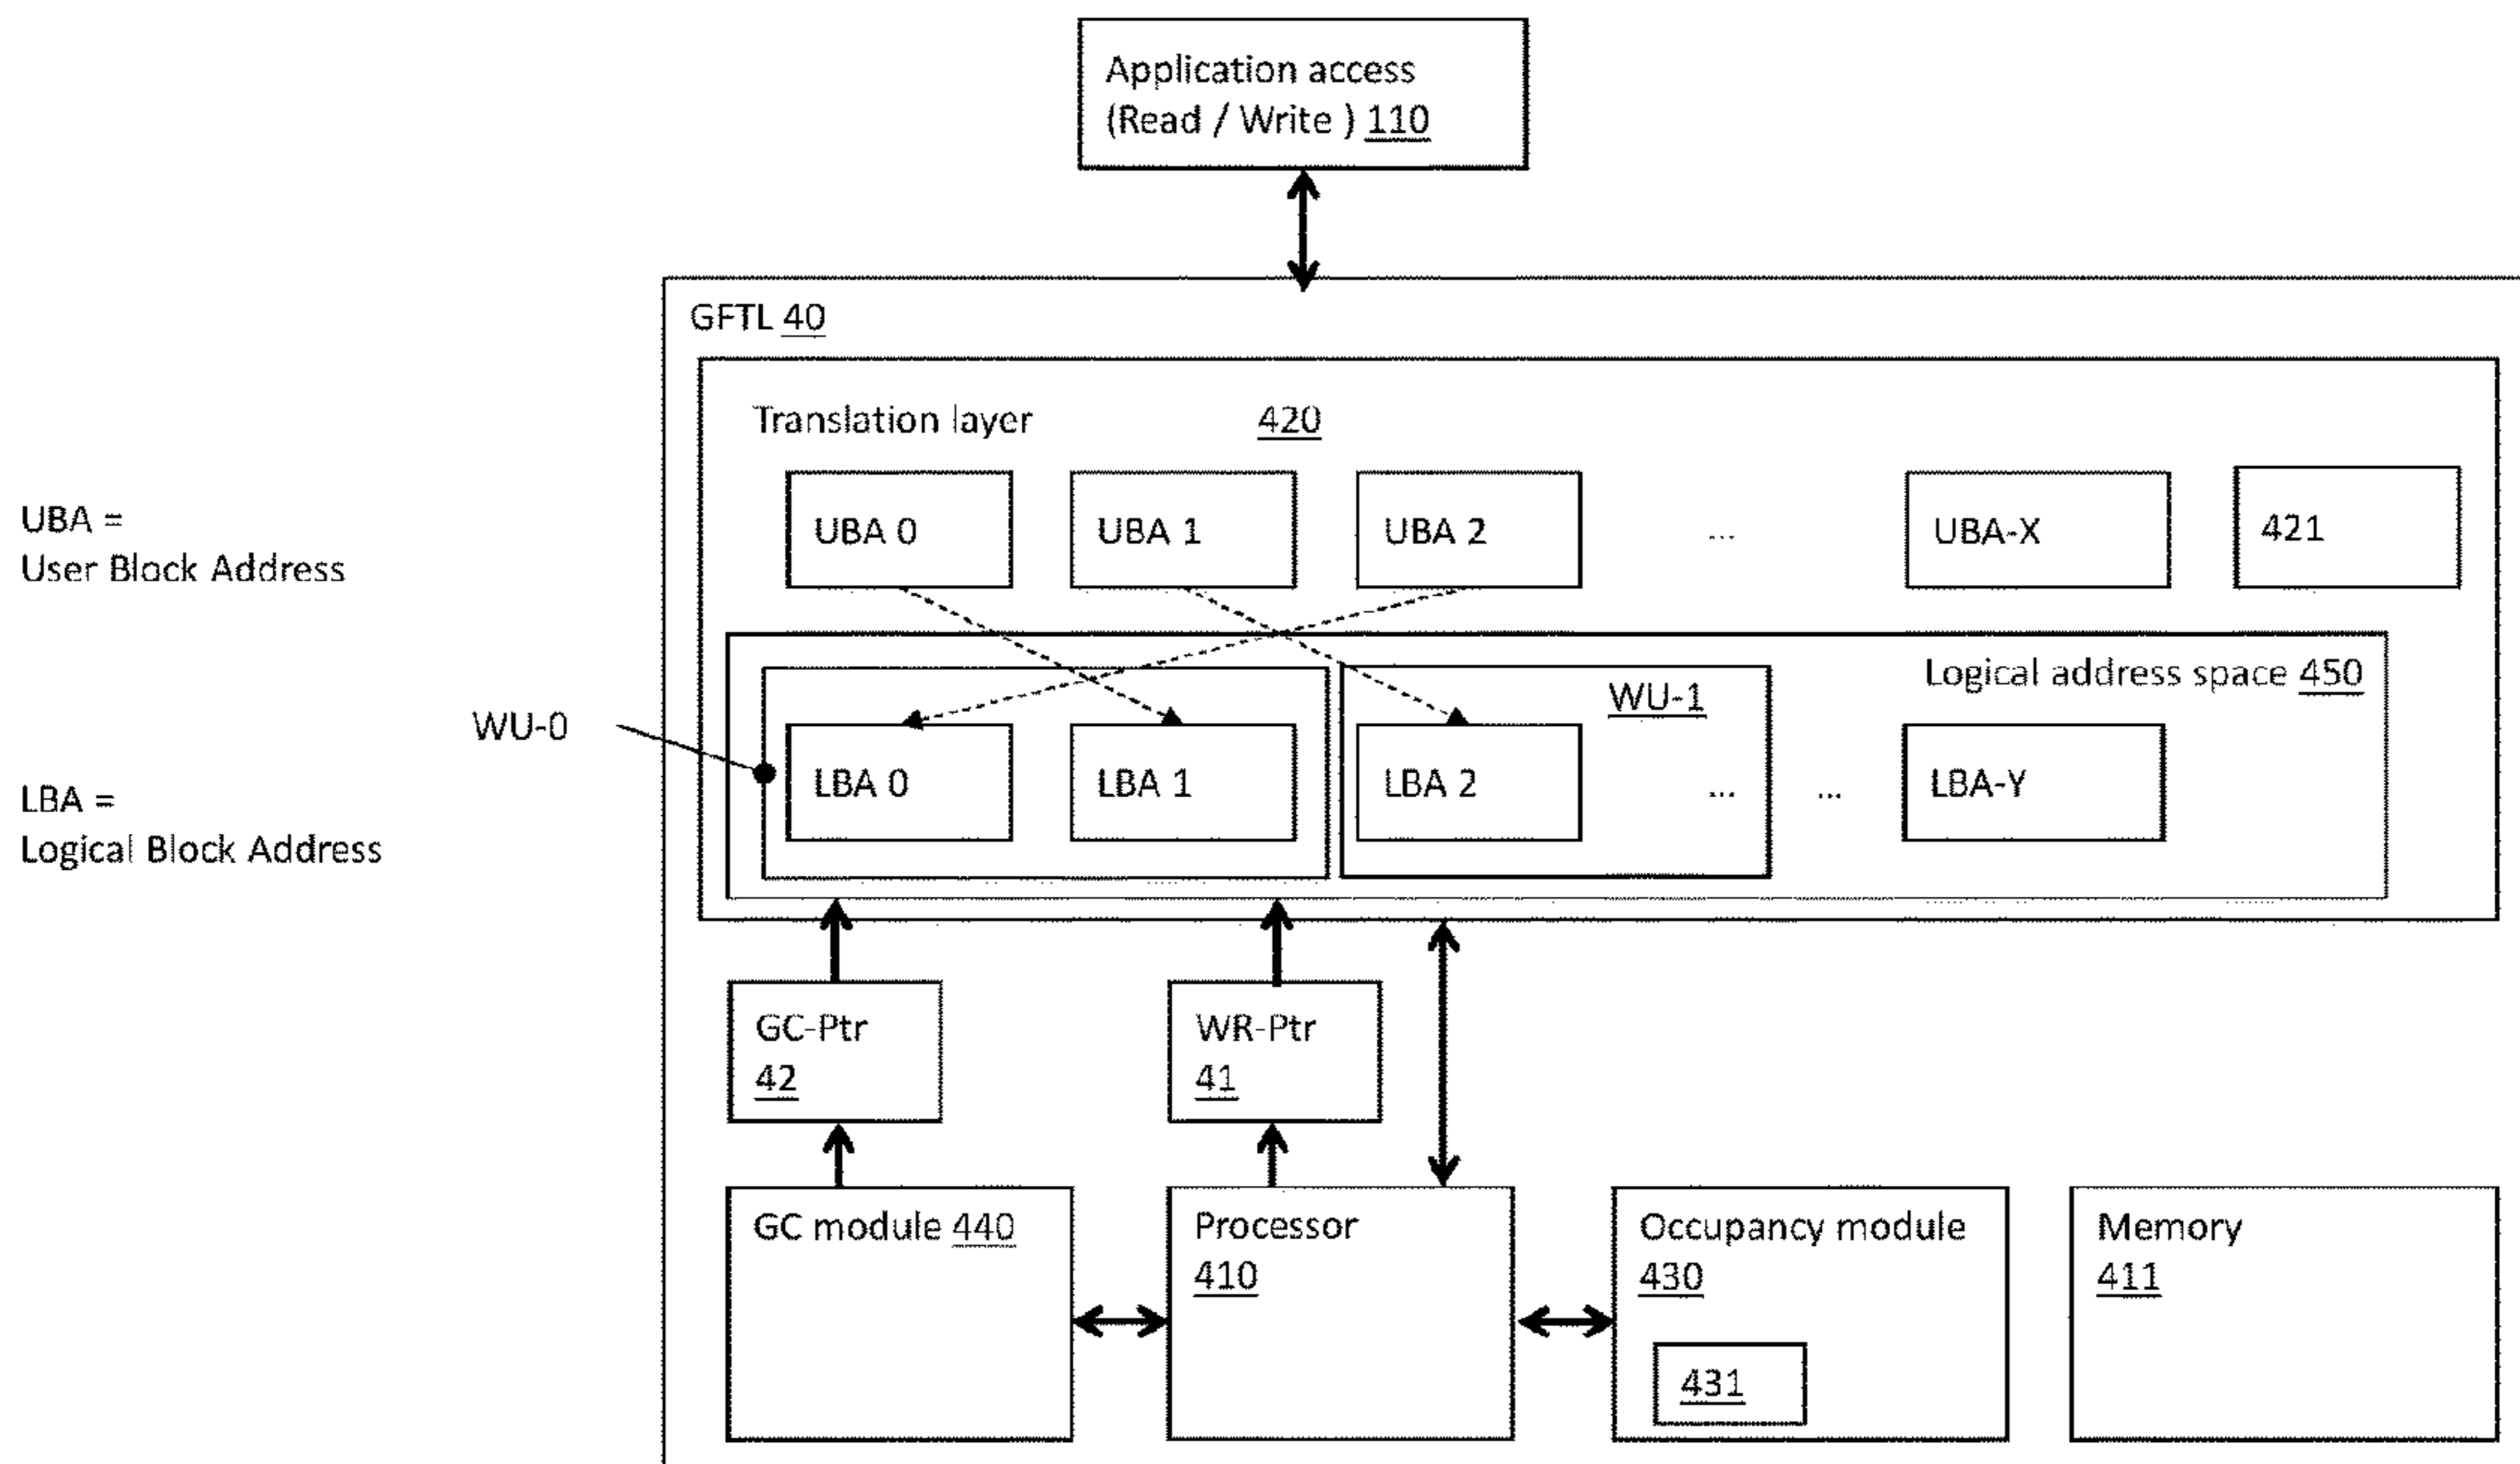 Application access
(Read / Write ) 110
GFTL 40
Translation layer 420
UBA =
User Block Address
UBA 0
UBA 1
UBA 2
...
UBA-X
421
Logical address space 450
WU-0
WU-1
LBA =
Logical Block Address
LBA 0
LBA 1
LBA 2
...
...
LBA-Y
GC-Ptr
42
WR-Ptr
41
GC module 440
Processor
410
Occupancy module
430
431
Memory
411